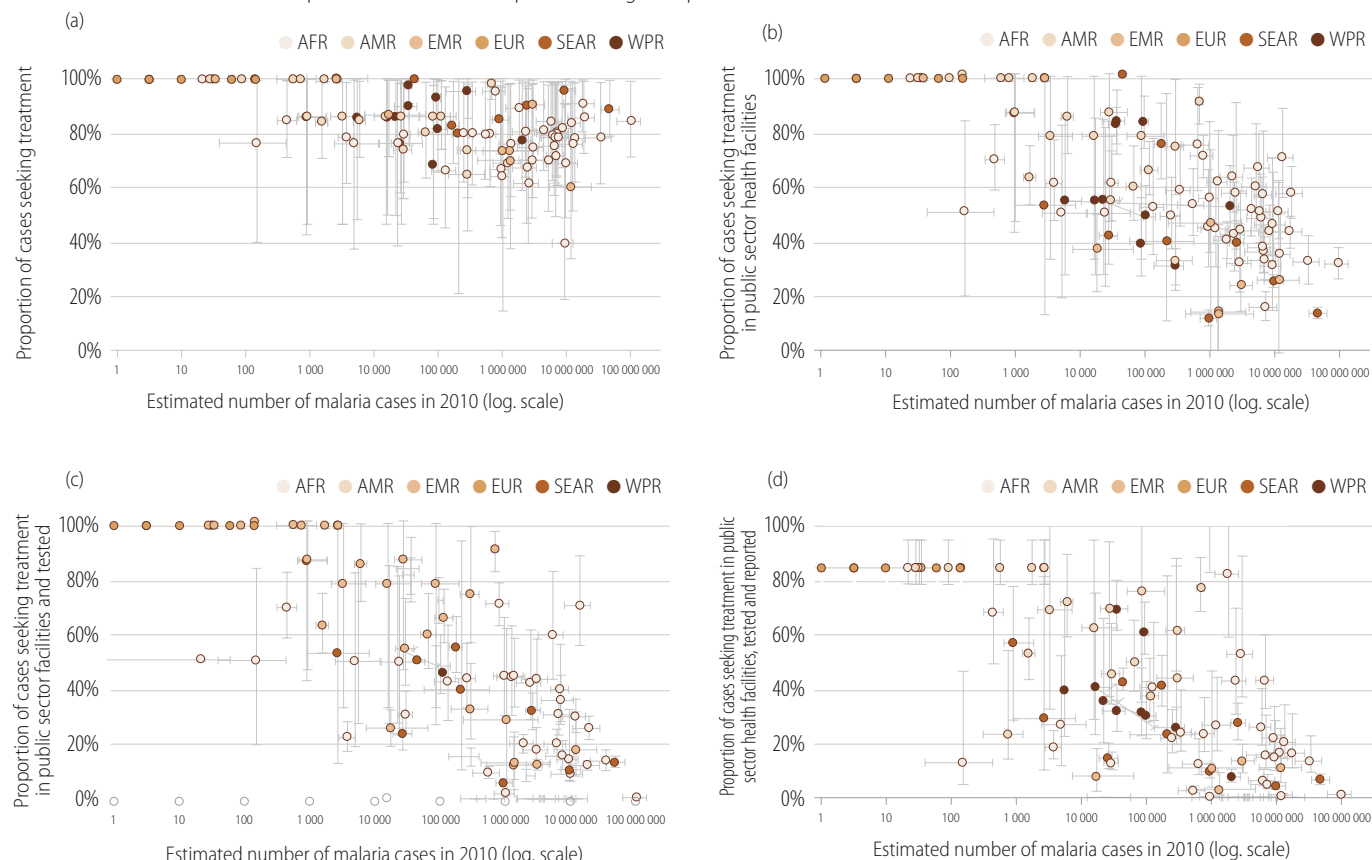 (a)
AFR AMR EMR EUR SEAR WPR
Proportion of cases seeking treatment
100%
80%
60%
40%
20%
0%
1 10 100 1 000 10 000 100 000 1 000 000 10 000 000 100 000 000
Estimated number of malaria cases in 2010 (log. scale)
(b)
AFR AMR EMR EUR SEAR WPR
Proportion of cases seeking treatment
in public sector health facilities
100%
80%
60%
40%
20%
0%
1 10 100 1 000 10 000 100 000 1 000 000 10 000 000 100 000 000
Estimated number of malaria cases in 2010 (log. scale)
(c)
AFR AMR EMR EUR SEAR WPR
Proportion of cases seeking treatment
in public sector facilities and tested
100%
80%
60%
40%
20%
0%
1 10 100 1 000 10 000 100 000 1 000 000 10 000 000 100 000 000
Estimated number of malaria cases in 2010 (log. scale)
(d)
AFR AMR EMR EUR SEAR WPR
Proportion of cases seeking treatment in public
sector health facilities, tested and reported
100%
80%
60%
40%
20%
0%
1 10 100 1 000 10 000 100 000 1 000 000 10 000 000 100 000 000
Estimated number of malaria cases in 2010 (log. scale)